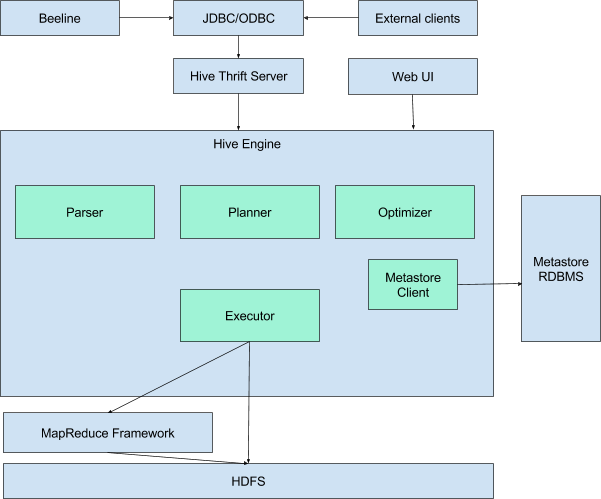 Beeline
JDBC/ODBC
External clients
Hive Thrift Server
Web UI
Hive Engine
Parser
Planner
Optimizer
Metastore
Client
Metastore
RDBMS
Executor
MapReduce Framework
HDFS